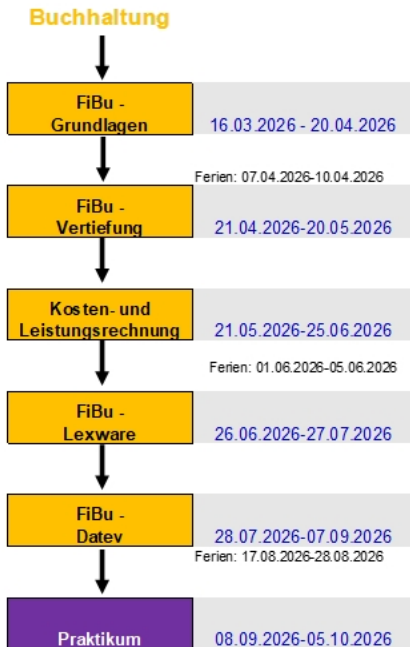 Buchhaltung
FiBu -
Grundlagen
16.03.2026 - 20.04.2026
Ferien: 07.04.2026-10.04.2026
FiBu -
Vertiefung
21.04.2026-20.05.2026
Kosten- und
Leistungsrechnung
21.05.2026-25.06.2026
Ferien: 01.06.2026-05.06.2026
FiBu -
Lexware
26.06.2026-27.07.2026
FiBu -
Datev
28.07.2026-07.09.2026
Ferien: 17.08.2026-28.08.2026
Praktikum
08.09.2026-05.10.2026